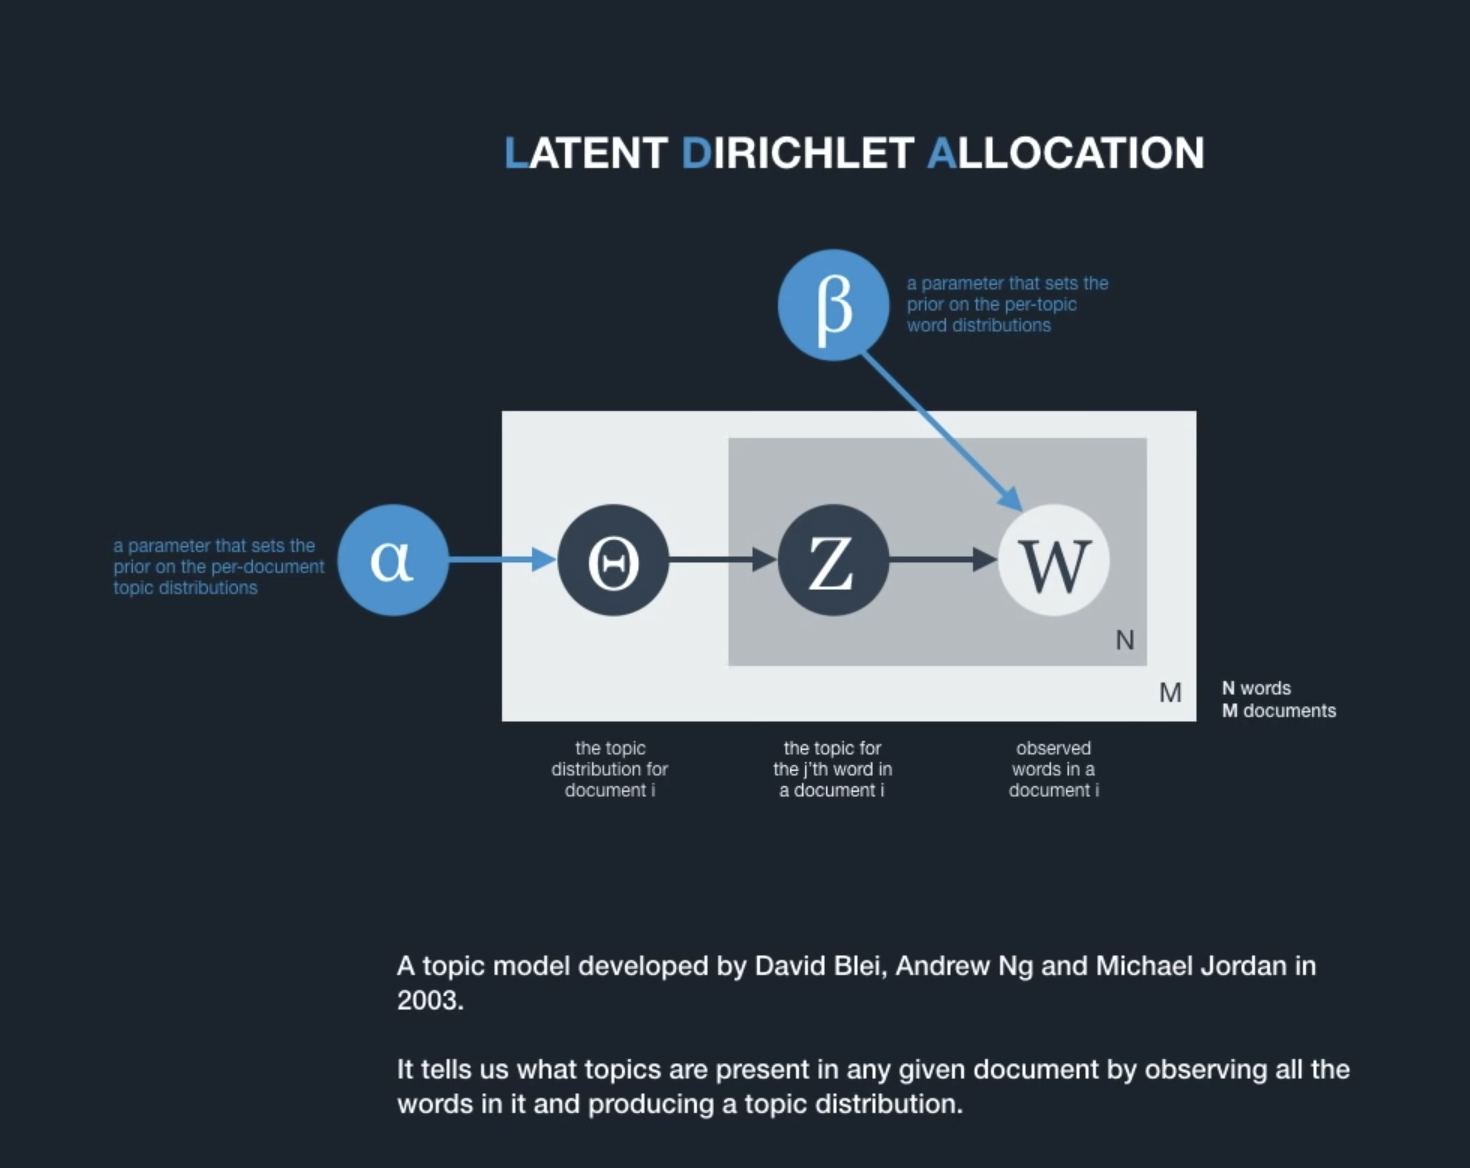 LATENT DIRICHLET ALLOCATION
β
a parameter that sets the
prior on the per-topic
word distributions
a parameter that sets the
prior on the per-document
topic distributions
α
Θ
Z
W
N
M
N words
M documents
the topic
distribution for
document i
the topic for
the j'th word in
a document i
observed
words in a
document i
A topic model developed by David Blei, Andrew Ng and Michael Jordan in
2003.
It tells us what topics are present in any given document by observing all the
words in it and producing a topic distribution.